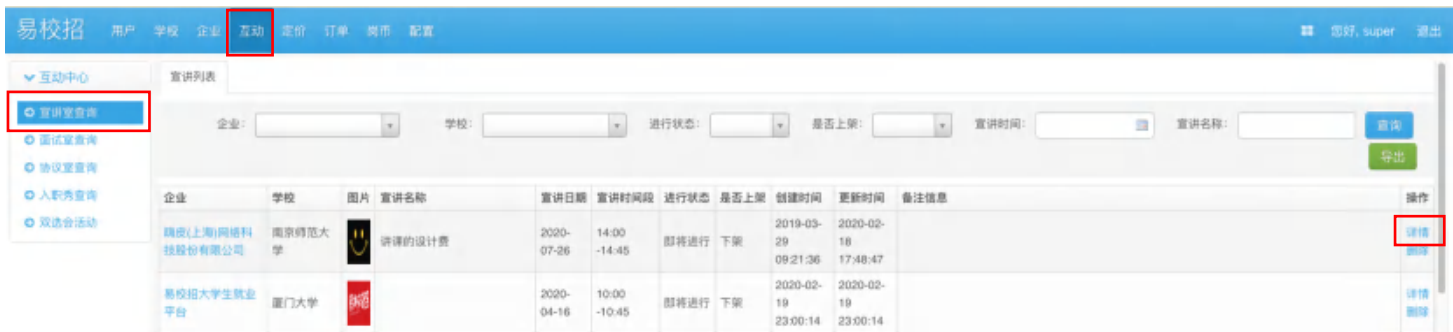 易校招 用户 学校 企业 互动 定价 订单 岗币 配置 您好, super 退出
互动中心
宣讲室查询
面试室查询
协议室查询
入职秀查询
双选会活动
宣讲列表
企业: 学校: 进行状态: 是否上架: 宣讲时间: 宣讲名称: 查询
导出
企业 学校 图片 宣讲名称 宣讲日期 宣讲时间段 进行状态 是否上架 创建时间 更新时间 备注信息 操作
嗨皮(上海)网络科技股份有限公司 南京师范大学 讲课的设计费 2020-07-26 14:00-14:45 即将进行 下架 2019-03-29 09:21:36 2020-02-18 17:48:47 详情 删除
易校招大学生就业平台 厦门大学 2020-04-16 10:00-10:45 即将进行 下架 2020-02-19 23:00:14 2020-02-19 23:00:14 详情 删除